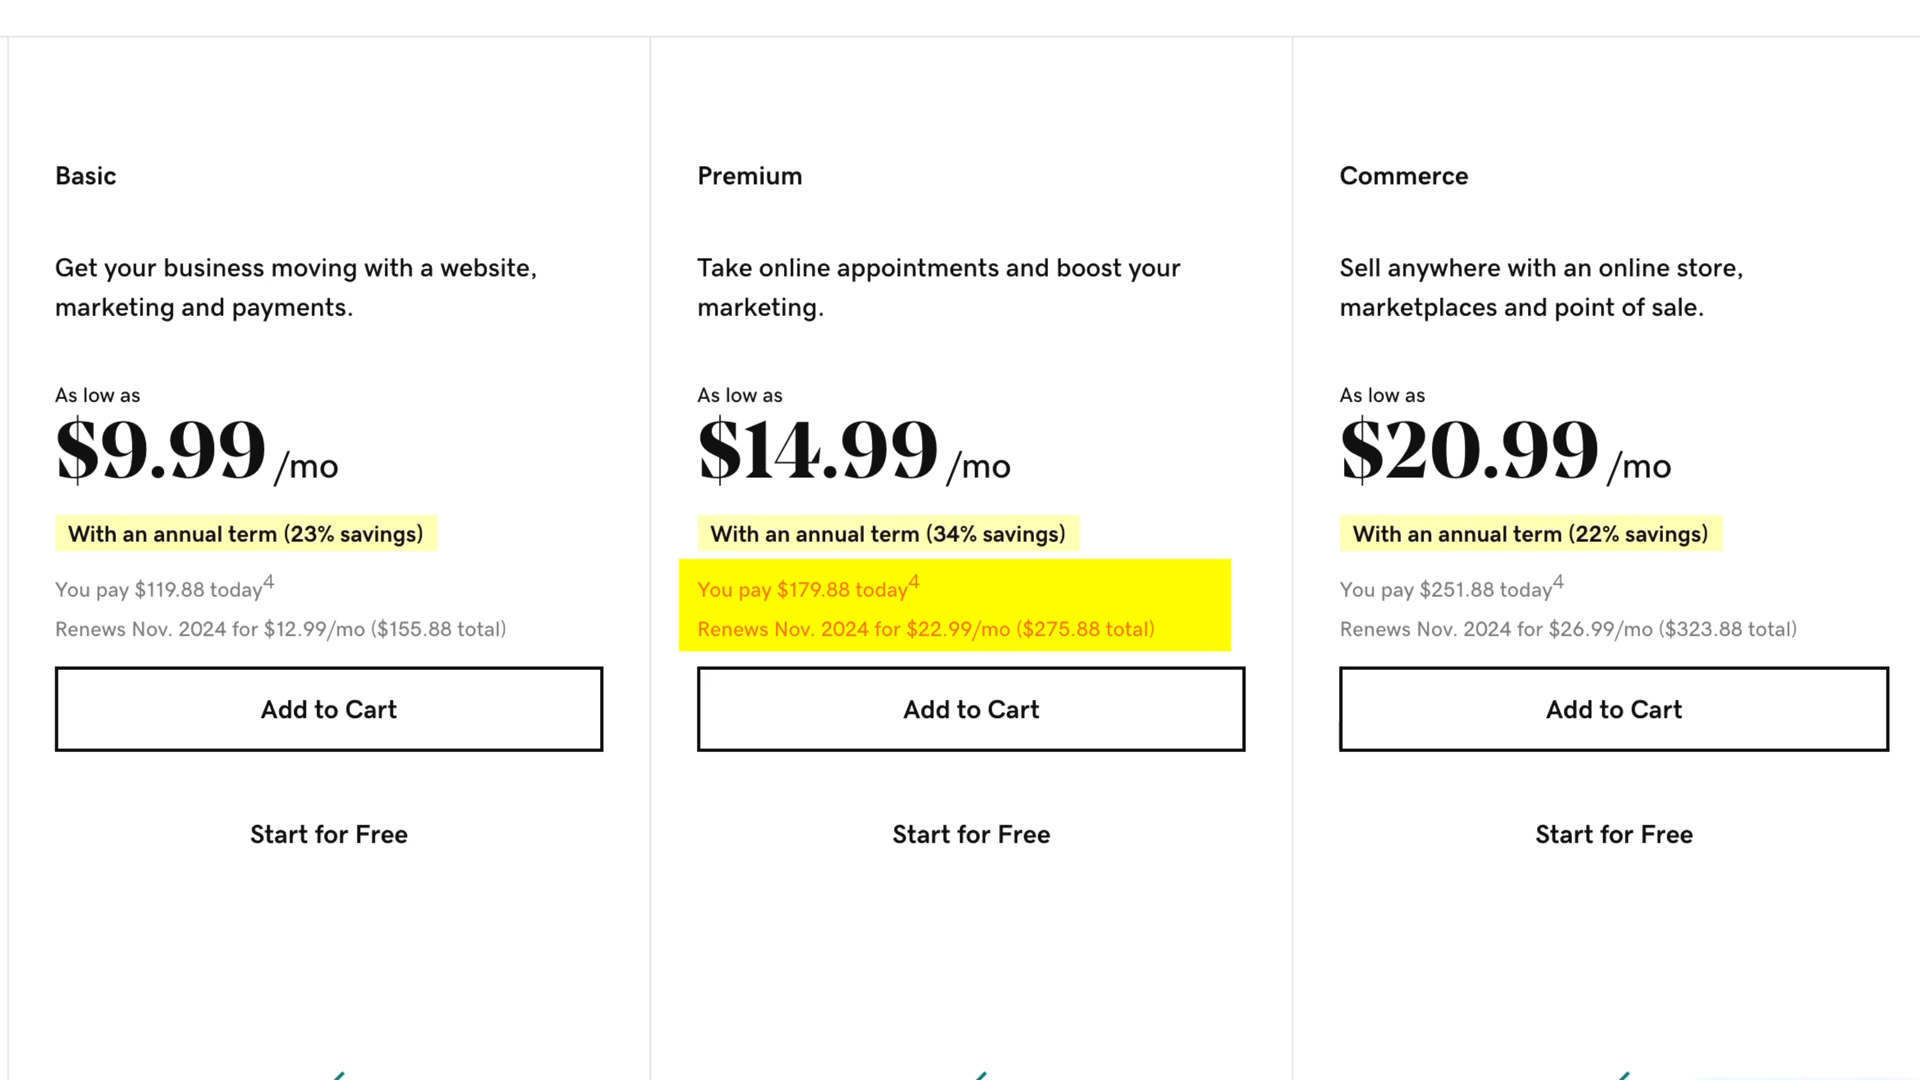 Basic
Get your business moving with a website,
marketing and payments.
As low as
$9.99 /mo
With an annual term (23% savings)
You pay $119.88 today4
Renews Nov. 2024 for $12.99/mo ($155.88 total)
Add to Cart
Start for Free
Premium
Take online appointments and boost your
marketing.
As low as
$14.99 /mo
With an annual term (34% savings)
You pay $179.88 today4
Renews Nov. 2024 for $22.99/mo ($275.88 total)
Add to Cart
Start for Free
Commerce
Sell anywhere with an online store,
marketplaces and point of sale.
As low as
$20.99 /mo
With an annual term (22% savings)
You pay $251.88 today4
Renews Nov. 2024 for $26.99/mo ($323.88 total)
Add to Cart
Start for Free